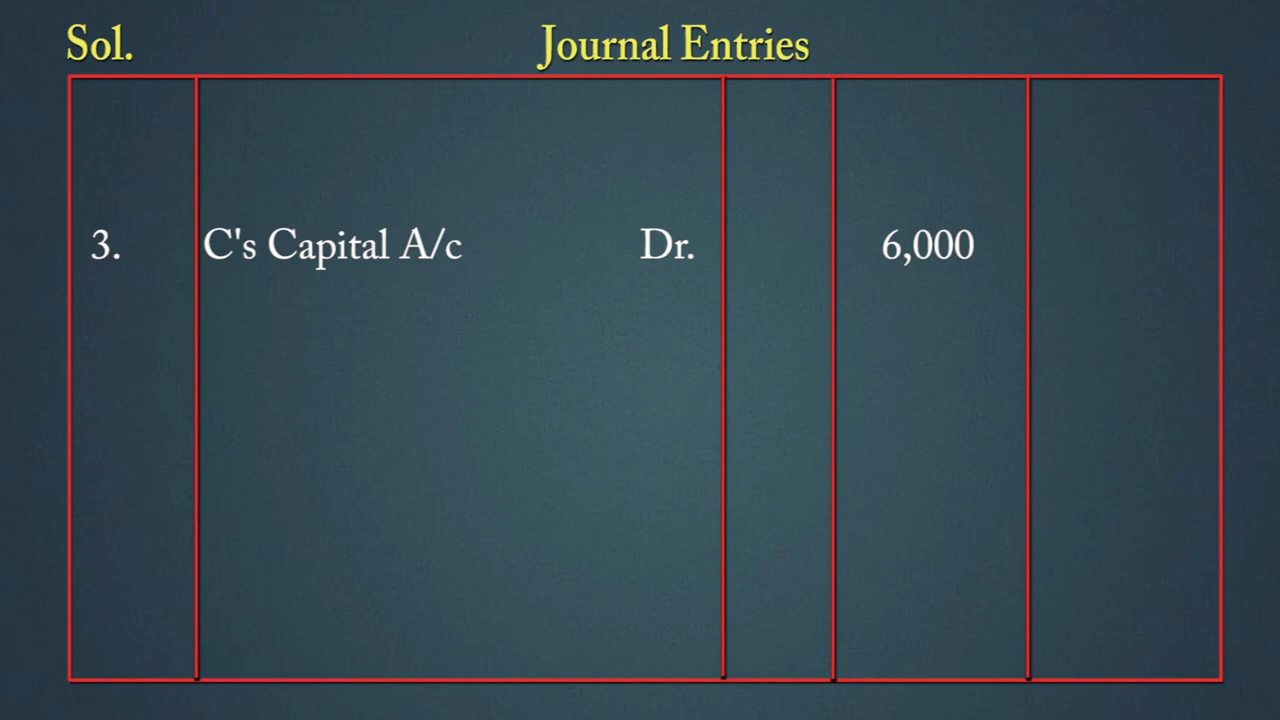 Sol. Journal Entries
3. C's Capital A/c Dr. 6,000